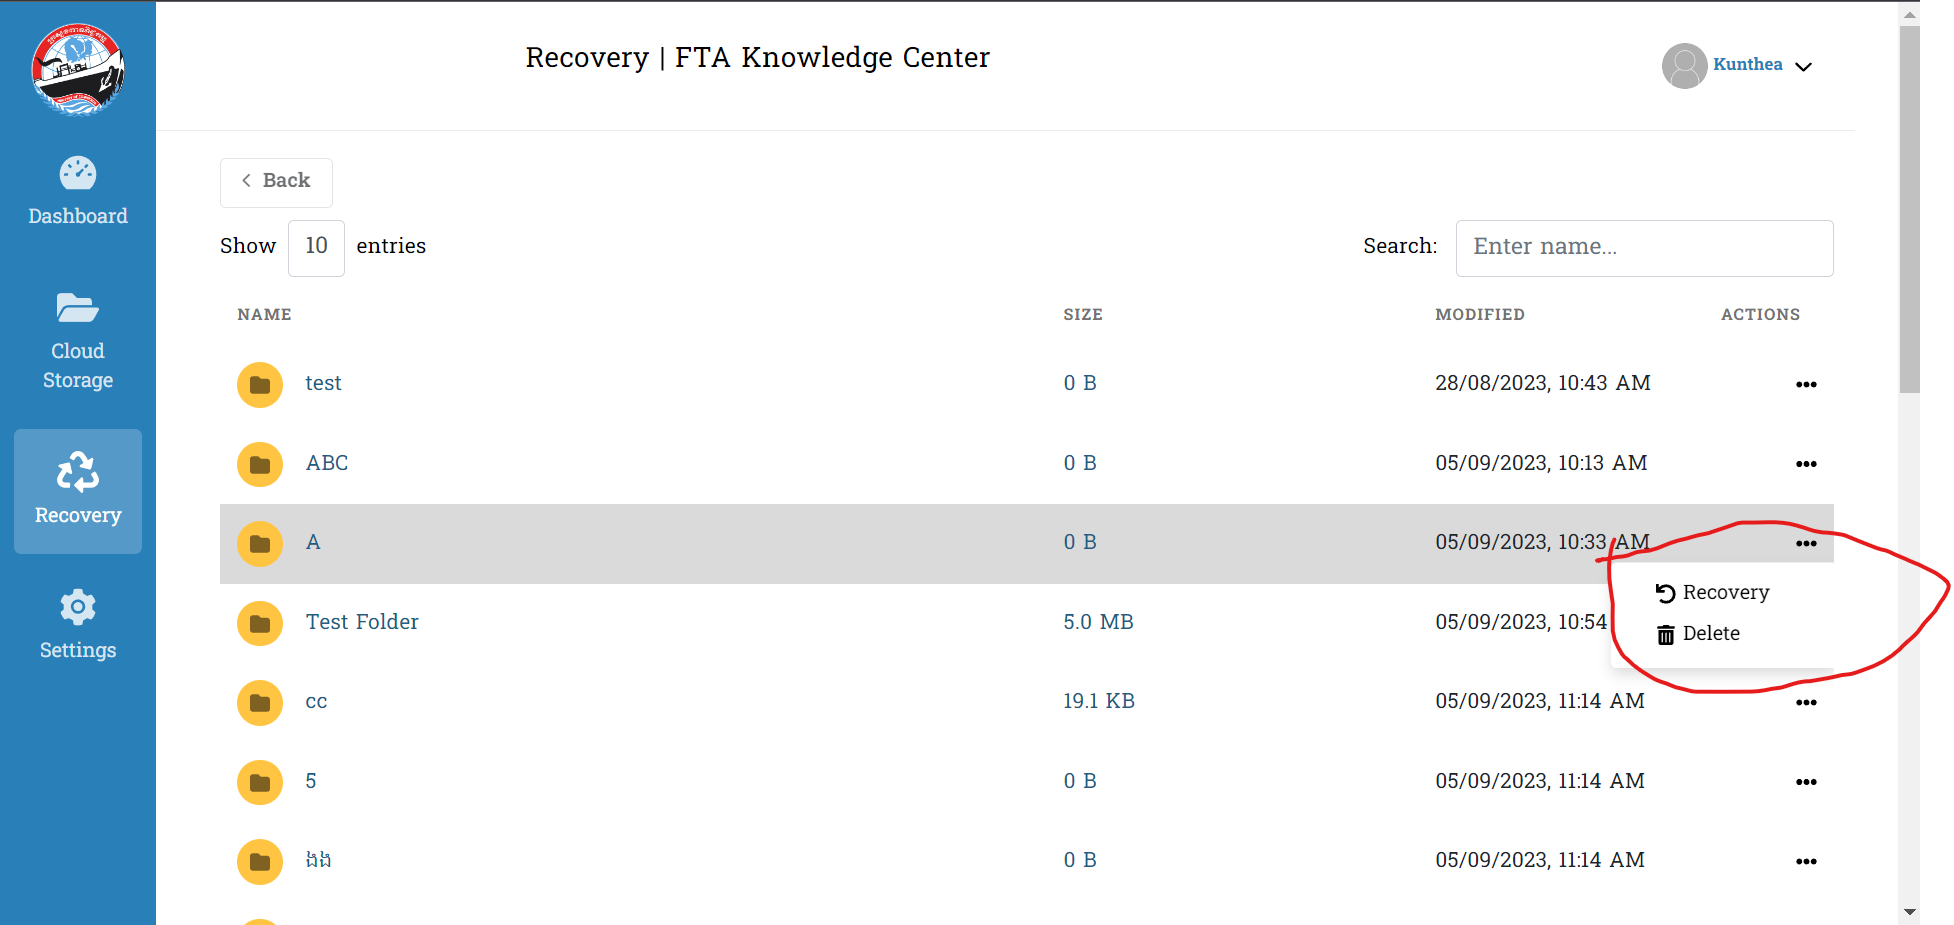 Recovery | FTA Knowledge Center
Kunthea
Dashboard
Cloud
Storage
Recovery
Settings
Back
Show 10 entries
Search: Enter name...
NAME SIZE MODIFIED ACTIONS
test 0 B 28/08/2023, 10:43 AM
ABC 0 B 05/09/2023, 10:13 AM
A 0 B 05/09/2023, 10:33 AM
Recovery
Delete
Test Folder 5.0 MB 05/09/2023, 10:54
cc 19.1 KB 05/09/2023, 11:14 AM
5 0 B 05/09/2023, 11:14 AM
ងង 0 B 05/09/2023, 11:14 AM